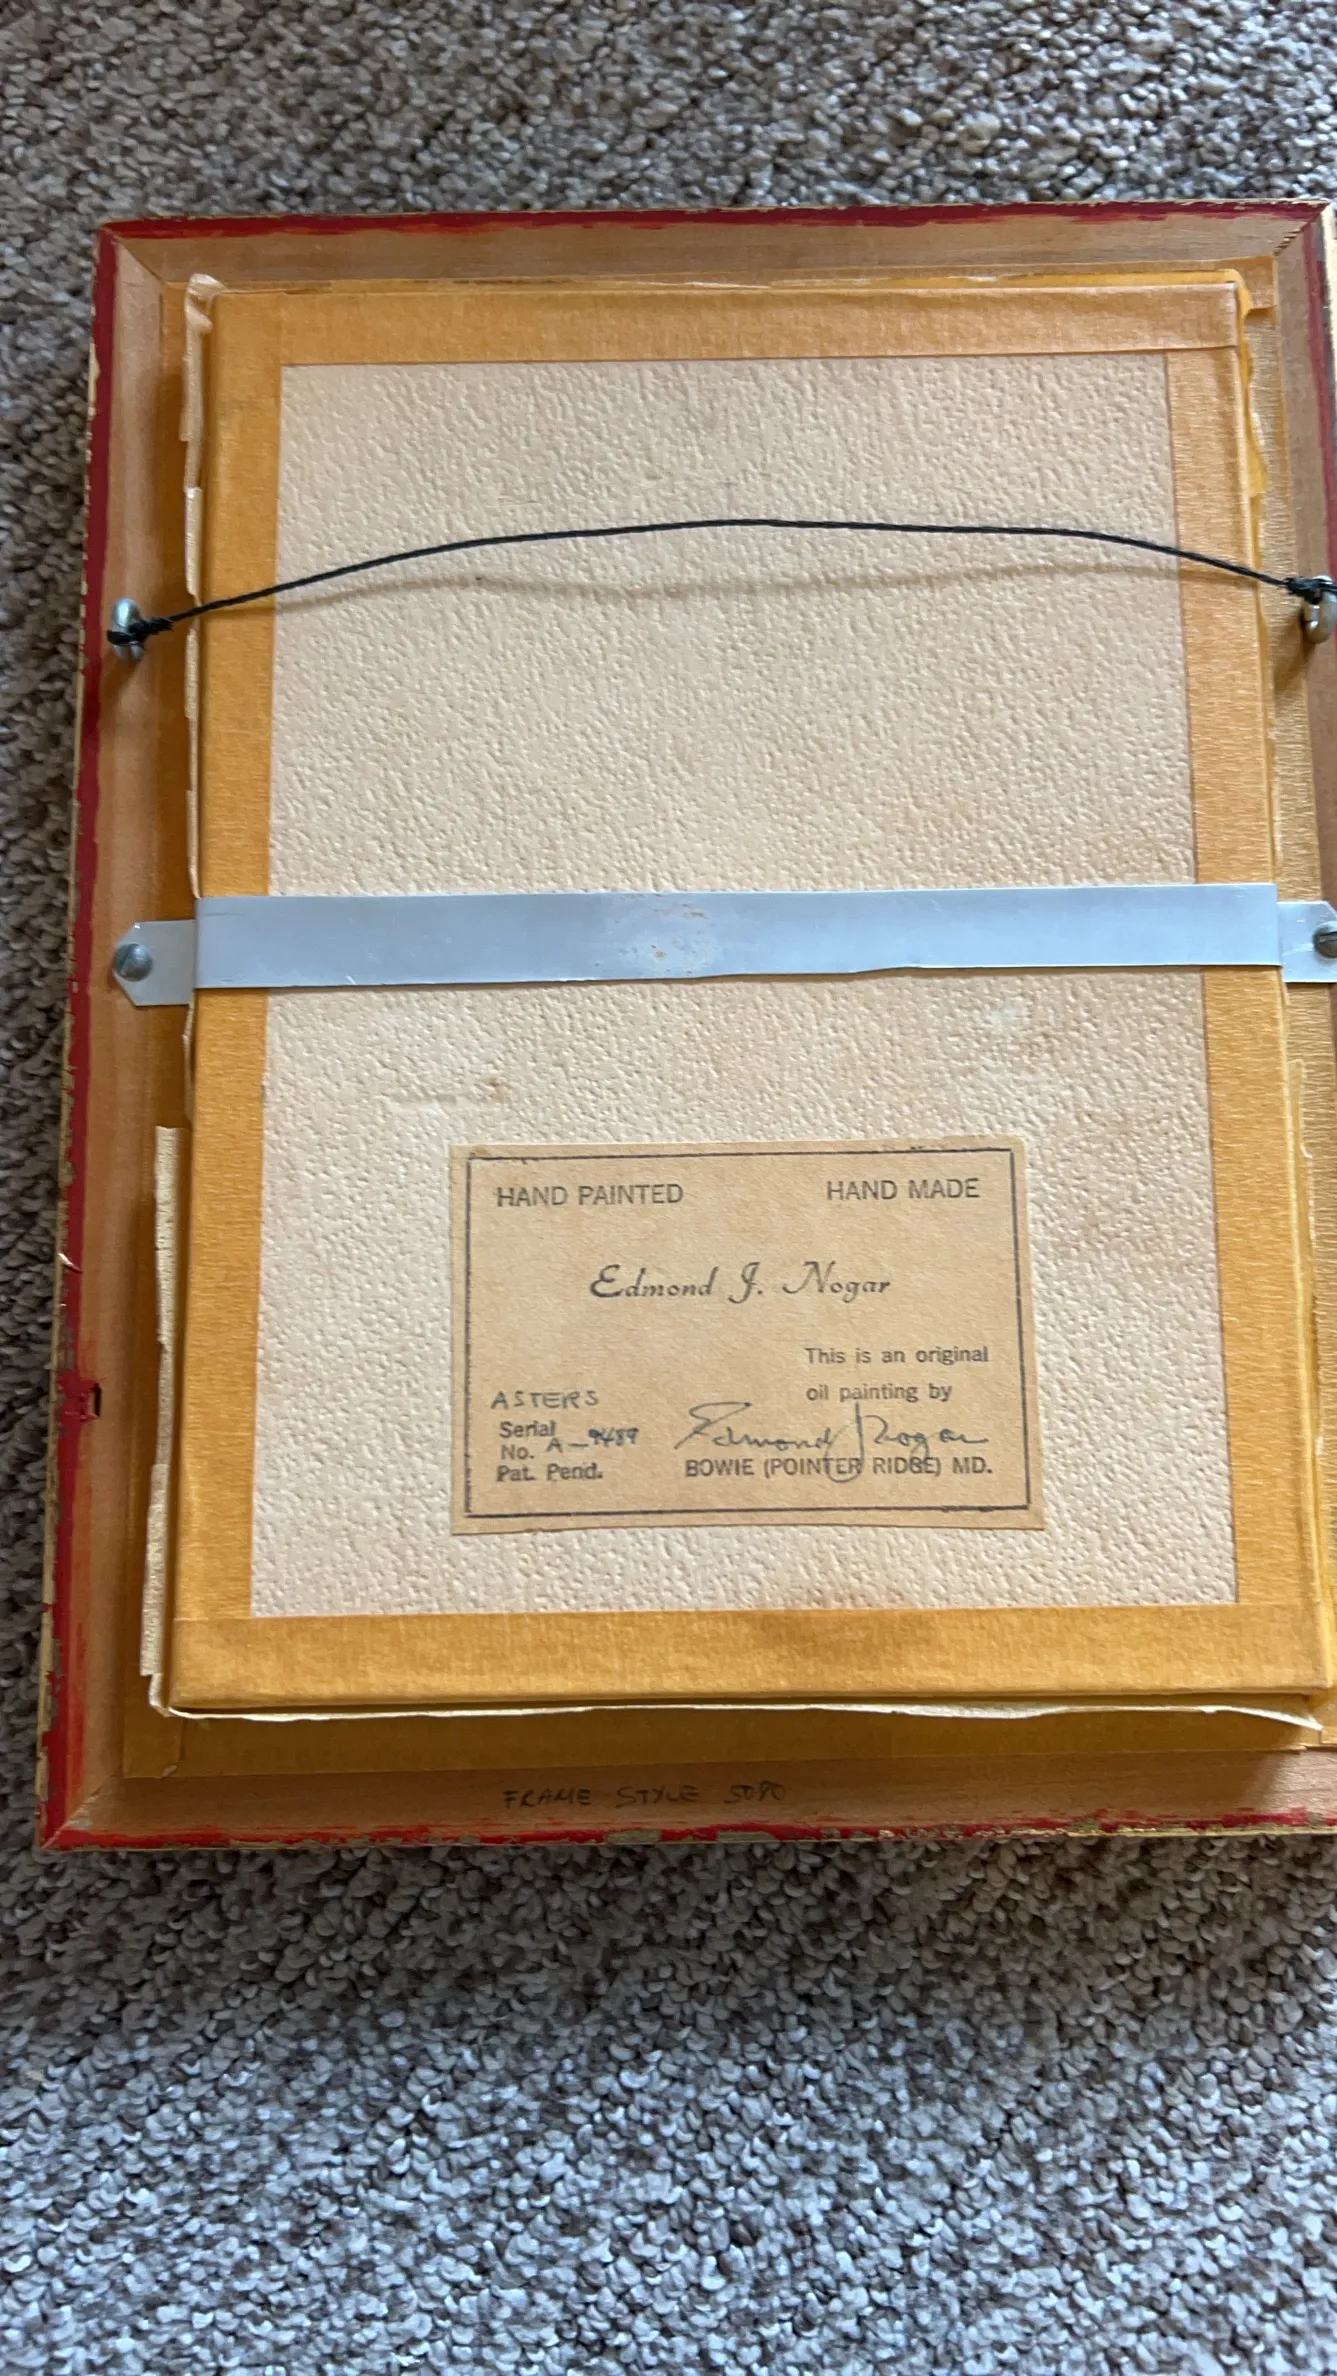 HAND PAINTED HAND MADE
Edmond J. Nogar
This is an original
oil painting by
ASTERS
Serial
No. A-9489
Edmond J Nogar
Pat. Pend.
BOWIE (POINTER RIDGE) MD.
FRAME STYLE 5090